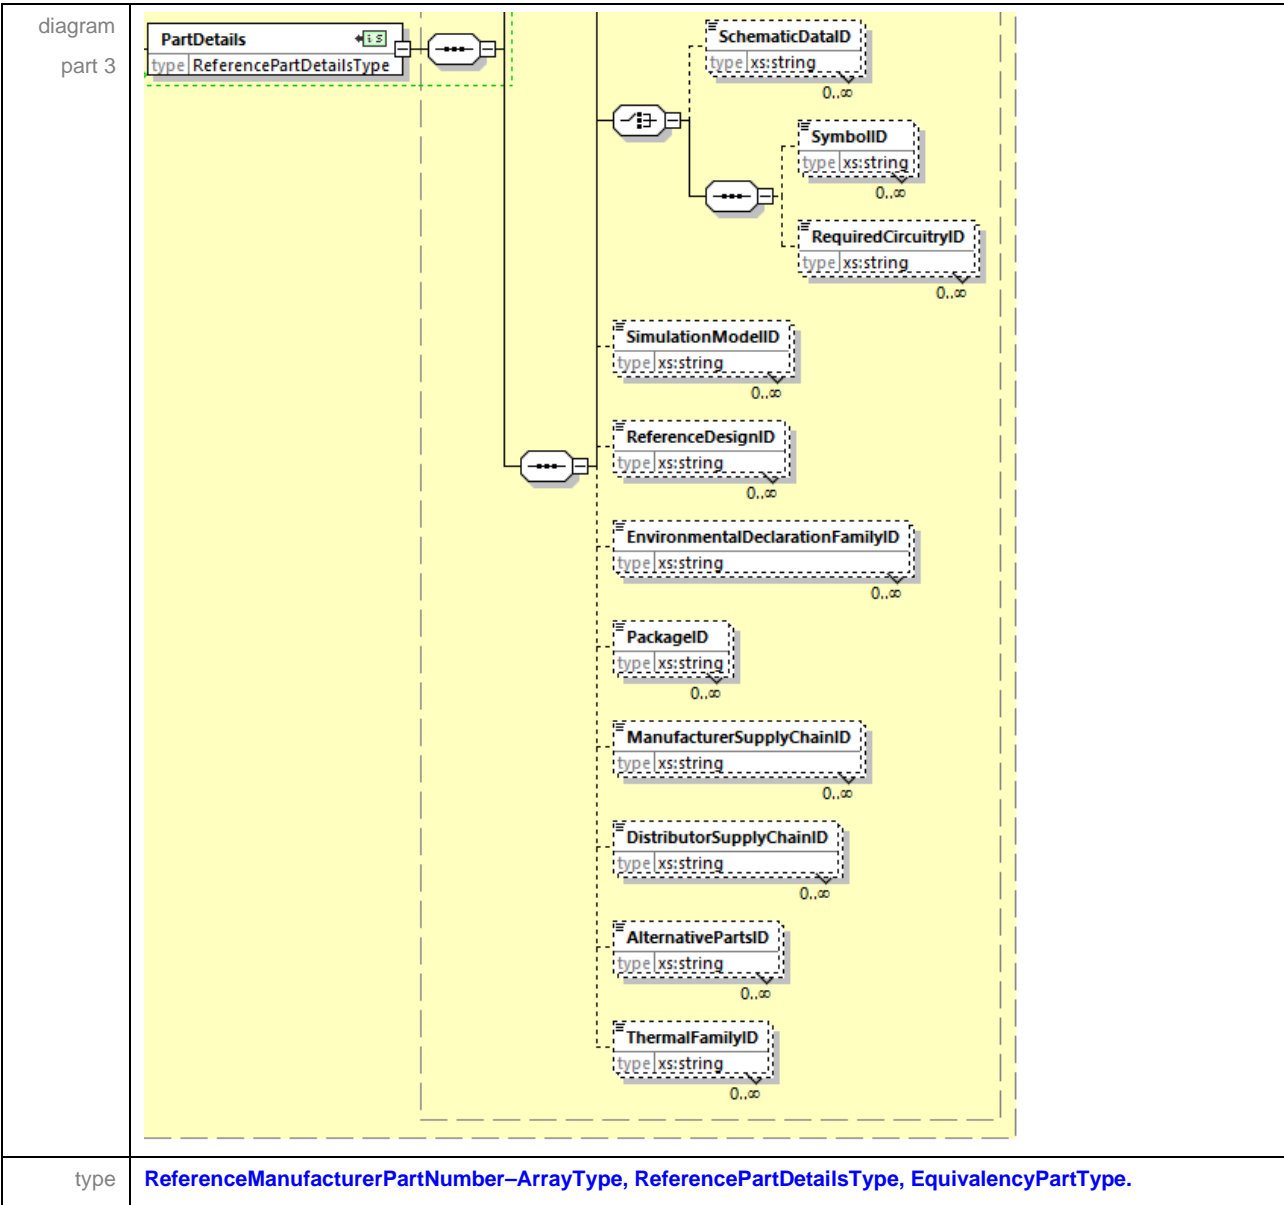 diagram
part 3
PartDetails
type ReferencePartDetailsType
SchematicDataID
type xs:string
0..∞
SymbolID
type xs:string
0..∞
RequiredCircuitryID
type xs:string
0..∞
SimulationModelID
type xs:string
0..∞
ReferenceDesignID
type xs:string
0..∞
EnvironmentalDeclarationFamilyID
type xs:string
0..∞
PackageID
type xs:string
0..∞
ManufacturerSupplyChainID
type xs:string
0..∞
DistributorSupplyChainID
type xs:string
0..∞
AlternativePartsID
type xs:string
0..∞
ThermalFamilyID
type xs:string
0..∞
type
ReferenceManufacturerPartNumber–ArrayType, ReferencePartDetailsType, EquivalencyPartType.